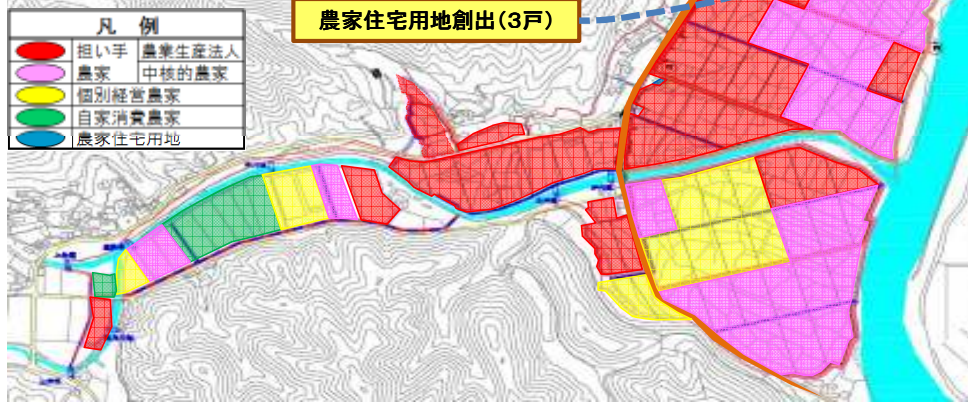 農家住宅用地創出(3戸)
凡 例
担い手 農業生産法人
農家 中核的農家
個別経営農家
自家消費農家
農家住宅用地